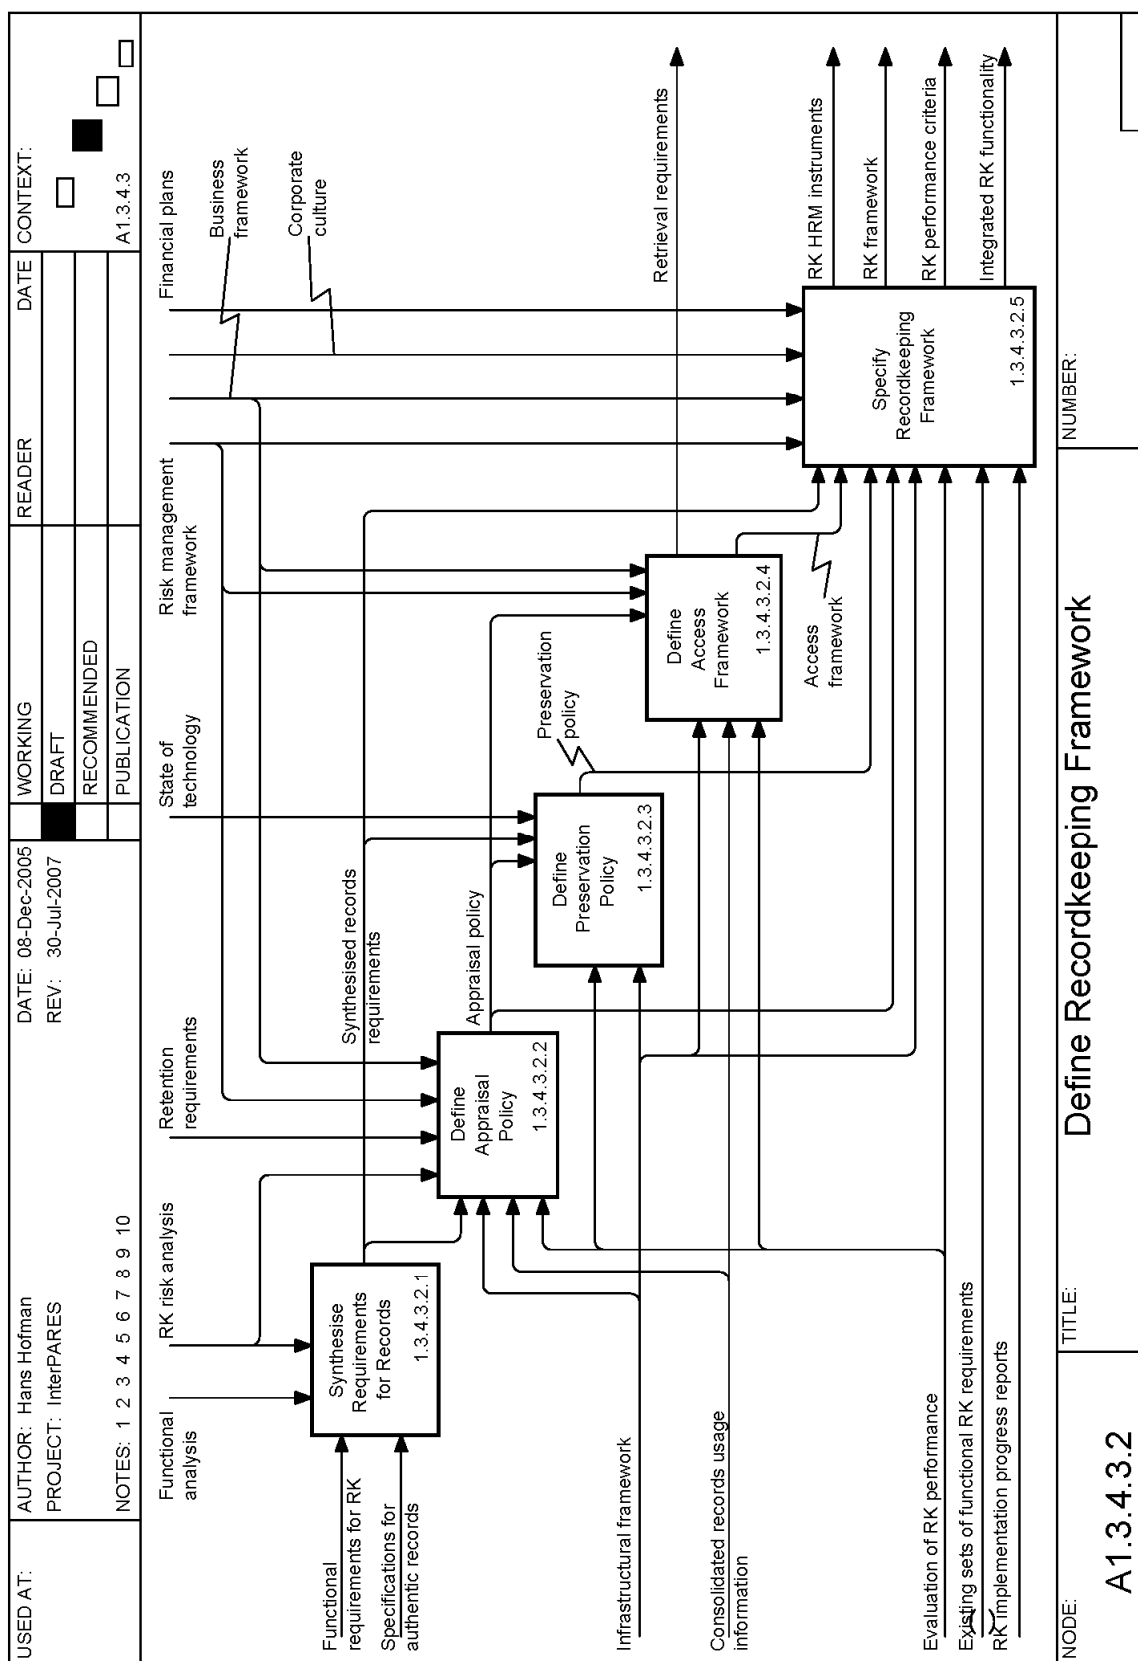 USED AT:
AUTHOR: Hans Hofman
PROJECT: InterPARES
NOTES: 1 2 3 4 5 6 7 8 9 10
DATE: 08-Dec-2005
REV: 30-Jul-2007
WORKING
DRAFT
RECOMMENDED
PUBLICATION
READER
DATE
CONTEXT:
A1.3.4.3
Functional
analysis
RK risk analysis
Retention
requirements
State of
technology
Risk management
framework
Financial plans
Business
framework
Corporate
culture
Functional
requirements for RK
Specifications for
authentic records
Synthesise
Requirements
for Records
1.3.4.3.2.1
Synthesised records
requirements
Define
Appraisal
Policy
1.3.4.3.2.2
Appraisal policy
Define
Preservation
Policy
1.3.4.3.2.3
Preservation
policy
Define
Access
Framework
1.3.4.3.2.4
Access
framework
Retrieval requirements
Specify
Recordkeeping
Framework
1.3.4.3.2.5
RK HRM instruments
RK framework
RK performance criteria
Integrated RK functionality
Infrastructural framework
Consolidated records usage
information
Evaluation of RK performance
Existing sets of functional RK requirements
RK implementation progress reports
NODE:
A1.3.4.3.2
TITLE:
Define Recordkeeping Framework
NUMBER: